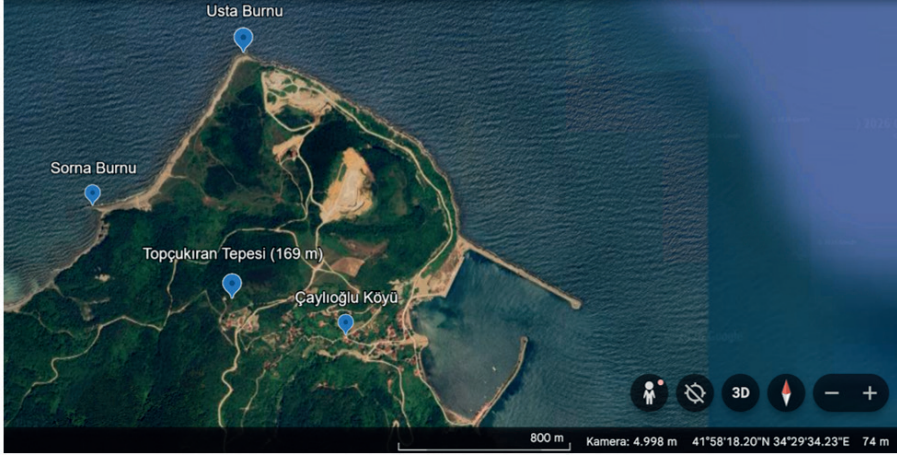 Usta Burnu
Sorna Burnu
Topçukıran Tepesi (169 m)
Çaylıoğlu Köyü
3D
800 m
Kamera: 4.998 m 41°58'18.20"N 34°29'34.23"E 74 m